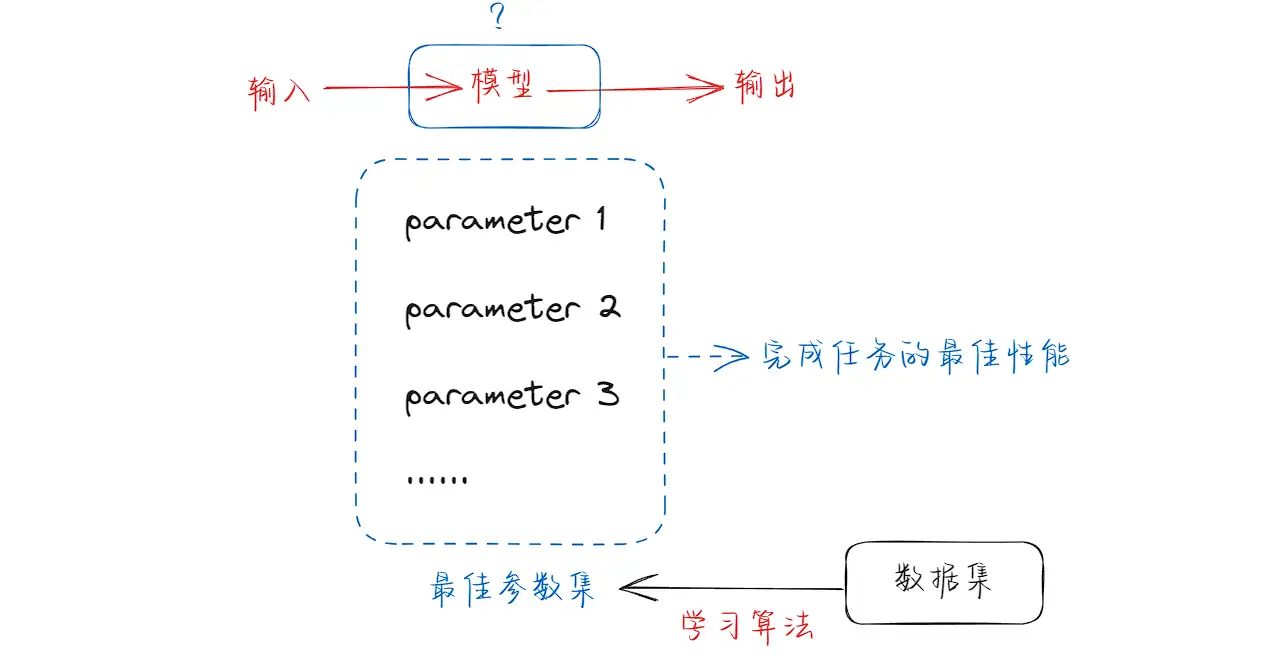 ?
输入
模型
输出
parameter 1
parameter 2
parameter 3
......
完成任务的最佳性能
最佳参数集
学习算法
数据集